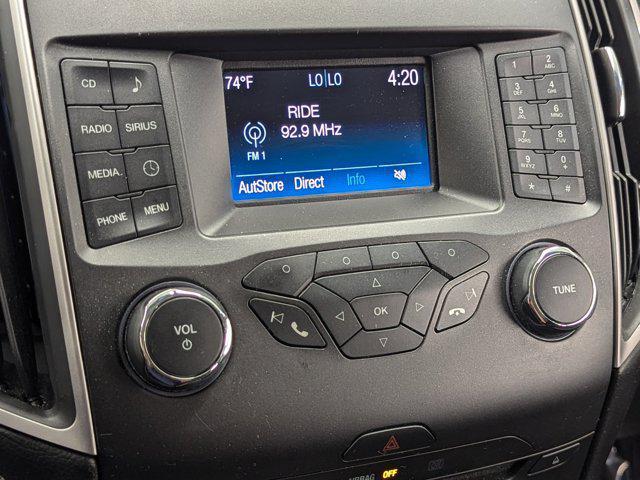 CD
RADIO
SIRIUS
MEDIA
PHONE
MENU
74°F
LO LO
4:20
RIDE
92.9 MHz
FM 1
AutoStore
Direct
Info
1
2 ABC
3 DEF
4 GHI
5 JKL
6 MNO
7 PQRS
8 TUV
9 WXYZ
0 +
*
#
OK
VOL
TUNE
OFF